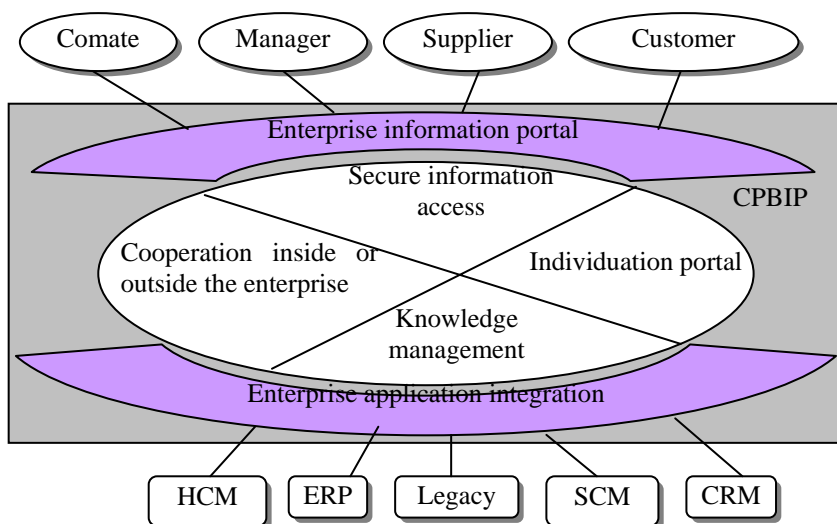 Comate
Manager
Supplier
Customer
Enterprise information portal
Secure information
access
CPBIP
Cooperation inside or
outside the enterprise
Individuation portal
Knowledge
management
Enterprise application integration
HCM
ERP
Legacy
SCM
CRM